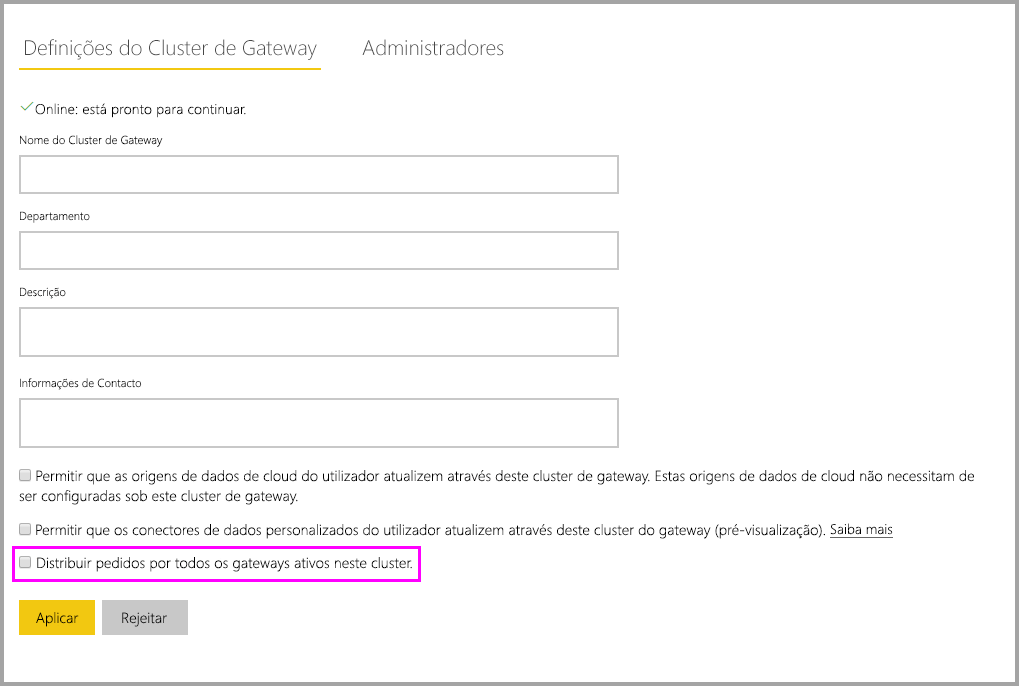 Definições do Cluster de Gateway Administradores
Online: está pronto para continuar.
Nome do Cluster de Gateway
Departamento
Descrição
Informações de Contacto
Permitir que as origens de dados de cloud do utilizador atualizem através deste cluster de gateway. Estas origens de dados de cloud não necessitam de
ser configuradas sob este cluster de gateway.
Permitir que os conectores de dados personalizados do utilizador atualizem através deste cluster do gateway (pré-visualização). Saiba mais
Distribuir pedidos por todos os gateways ativos neste cluster.
Aplicar Rejeitar